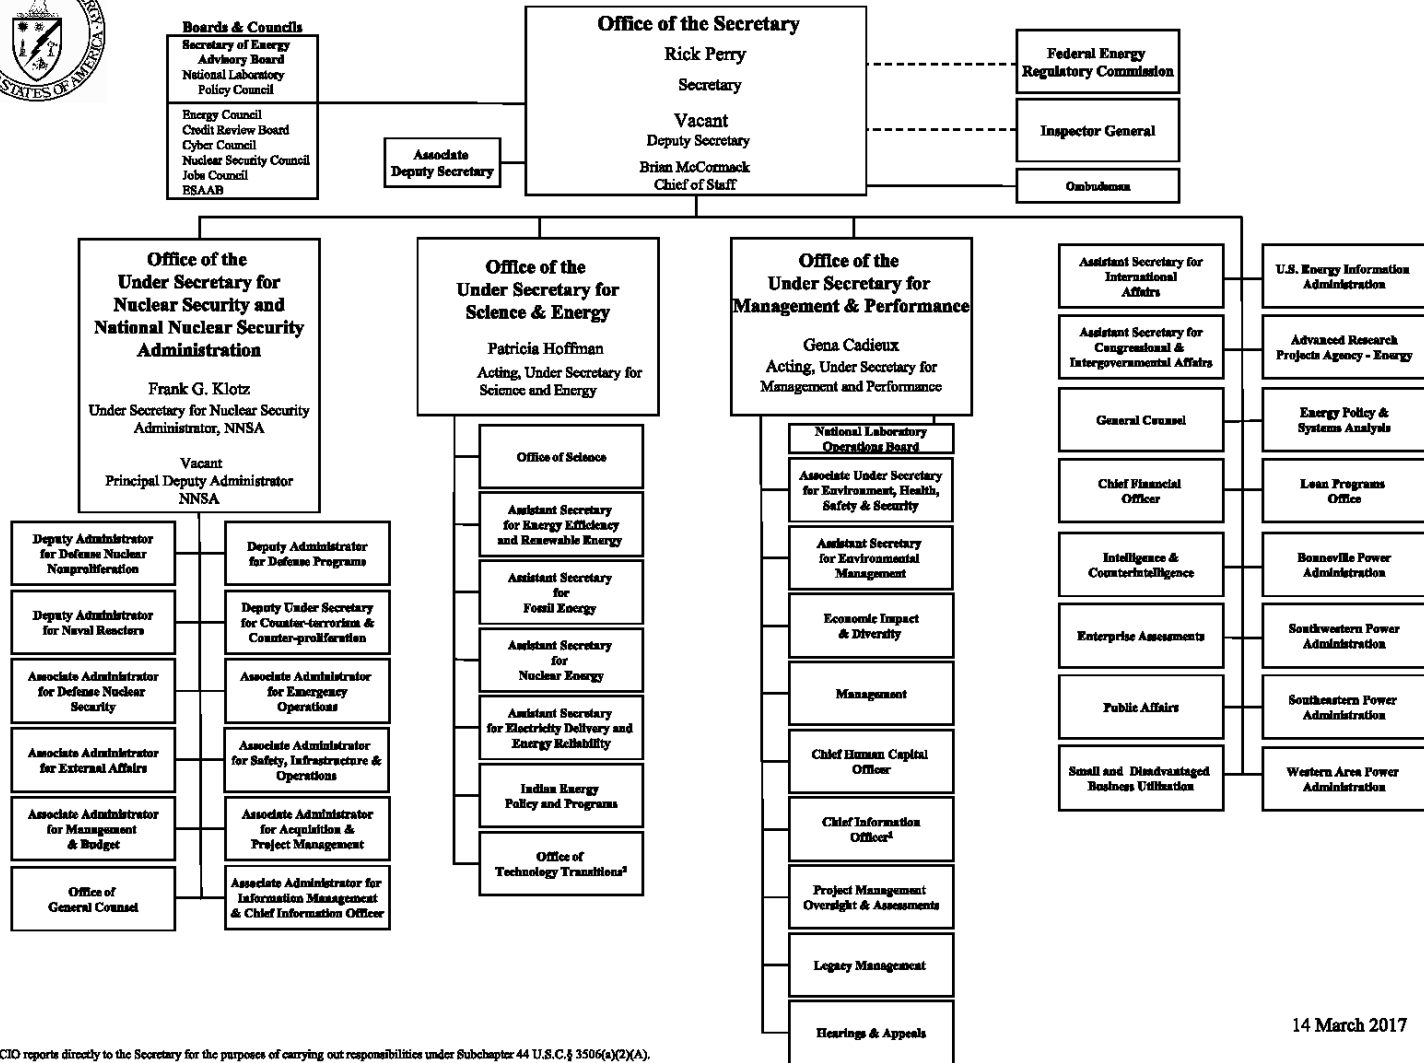 ENERGY
STATES OF AMERICA
Boards & Councils
Secretary of Energy
Advisory Board
National Laboratory
Policy Council
Energy Council
Credit Review Board
Cyber Council
Nuclear Security Council
Jobs Council
ESAAB
Associate
Deputy Secretary
Office of the Secretary
Rick Perry
Secretary
Vacant
Deputy Secretary
Brian McCormack
Chief of Staff
Federal Energy
Regulatory Commission
Inspector General
Ombudsman
Office of the
Under Secretary for
Nuclear Security and
National Nuclear Security
Administration
Frank G. Klotz
Under Secretary for Nuclear Security
Administrator, NNSA
Vacant
Principal Deputy Administrator
NNSA
Deputy Administrator
for Defense Nuclear
Nonproliferation
Deputy Administrator
for Defense Programs
Deputy Administrator
for Naval Reactors
Deputy Under Secretary
for Counter-terrorism &
Counter-proliferation
Associate Administrator
for Defense Nuclear
Security
Associate Administrator
for Emergency
Operations
Associate Administrator
for External Affairs
Associate Administrator
for Safety, Infrastructure &
Operations
Associate Administrator
for Management
& Budget
Associate Administrator
for Acquisition &
Project Management
Office of
General Counsel
Associate Administrator for
Information Management
& Chief Information Officer
Office of the
Under Secretary for
Science & Energy
Patricia Hoffman
Acting, Under Secretary for
Science and Energy
Office of Science
Assistant Secretary
for Energy Efficiency
and Renewable Energy
Assistant Secretary
for
Fossil Energy
Assistant Secretary
for
Nuclear Energy
Assistant Secretary
for Electricity Delivery and
Energy Reliability
Indian Energy
Policy and Programs
Office of
Technology Transitions²
Office of the
Under Secretary for
Management & Performance
Gena Cadieux
Acting, Under Secretary for
Management and Performance
National Laboratory
Operations Board
Associate Under Secretary
for Environment, Health,
Safety & Security
Assistant Secretary
for Environmental
Management
Economic Impact
& Diversity
Management
Chief Human Capital
Officer
Chief Information
Officer¹
Project Management
Oversight & Assessments
Legacy Management
Hearings & Appeals
Assistant Secretary for
International
Affairs
U.S. Energy Information
Administration
Assistant Secretary for
Congressional &
Intergovernmental Affairs
Advanced Research
Projects Agency - Energy
General Counsel
Energy Policy &
Systems Analysis
Chief Financial
Officer
Loan Programs
Office
Intelligence &
Counterintelligence
Bonneville Power
Administration
Enterprise Assessments
Southwestern Power
Administration
Public Affairs
Southeastern Power
Administration
Small and Disadvantaged
Business Utilization
Western Area Power
Administration
14 March 2017
CIO reports directly to the Secretary for the purposes of carrying out responsibilities under Subchapter 44 U.S.C.§ 3506(a)(2)(A).